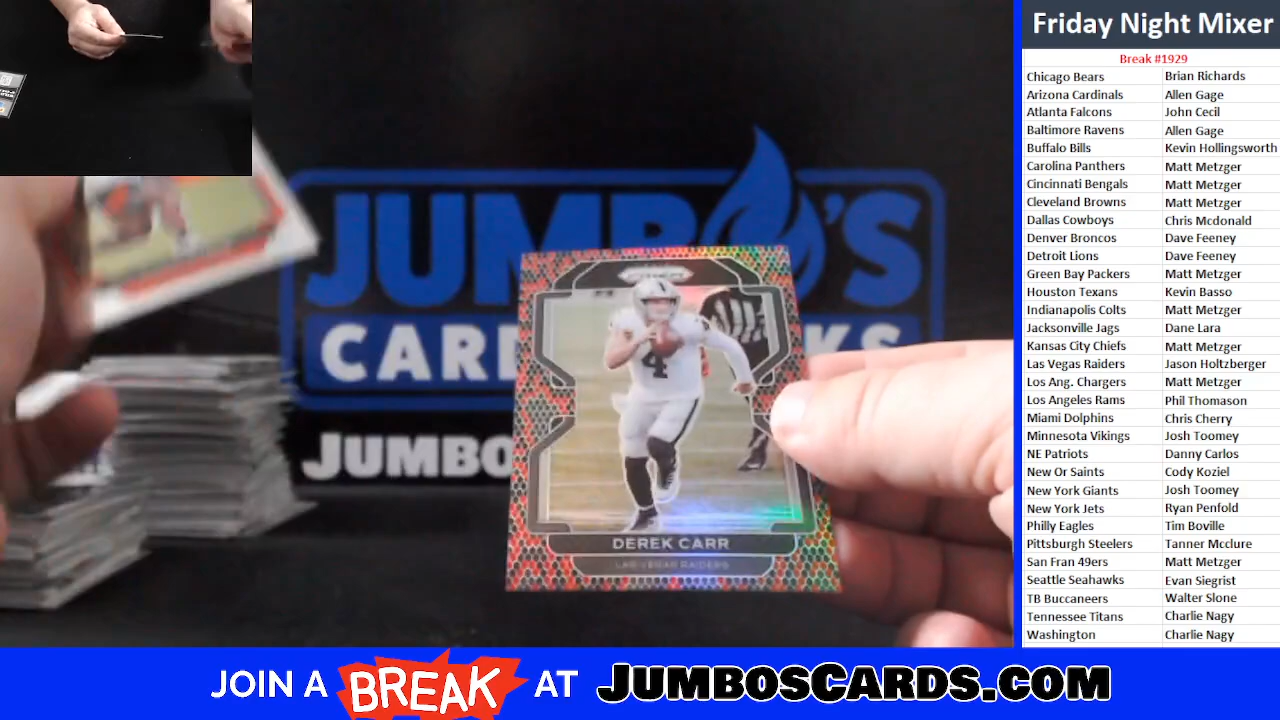 Friday Night Mixer
Break #1929
Chicago Bears Brian Richards
Arizona Cardinals Allen Gage
Atlanta Falcons John Cecil
Baltimore Ravens Allen Gage
Buffalo Bills Kevin Hollingsworth
Carolina Panthers Matt Metzger
Cincinnati Bengals Matt Metzger
Cleveland Browns Matt Metzger
Dallas Cowboys Chris Mcdonald
Denver Broncos Dave Feeney
Detroit Lions Dave Feeney
Green Bay Packers Matt Metzger
Houston Texans Kevin Basso
Indianapolis Colts Matt Metzger
Jacksonville Jags Dane Lara
Kansas City Chiefs Matt Metzger
Las Vegas Raiders Jason Holtzberger
Los Ang. Chargers Matt Metzger
Los Angeles Rams Phil Thomason
Miami Dolphins Chris Cherry
Minnesota Vikings Josh Toomey
NE Patriots Danny Carlos
New Or Saints Cody Koziel
New York Giants Josh Toomey
New York Jets Ryan Penfold
Philly Eagles Tim Boville
Pittsburgh Steelers Tanner Mcclure
San Fran 49ers Matt Metzger
Seattle Seahawks Evan Siegrist
TB Buccaneers Walter Slone
Tennessee Titans Charlie Nagy
Washington Charlie Nagy
JUMBO'S
CAR KS
JUMBO
PRIZM
4
DEREK CARR
LAS VEGAS RAIDERS
JOIN A BREAK AT JUMBOSCARDS.COM